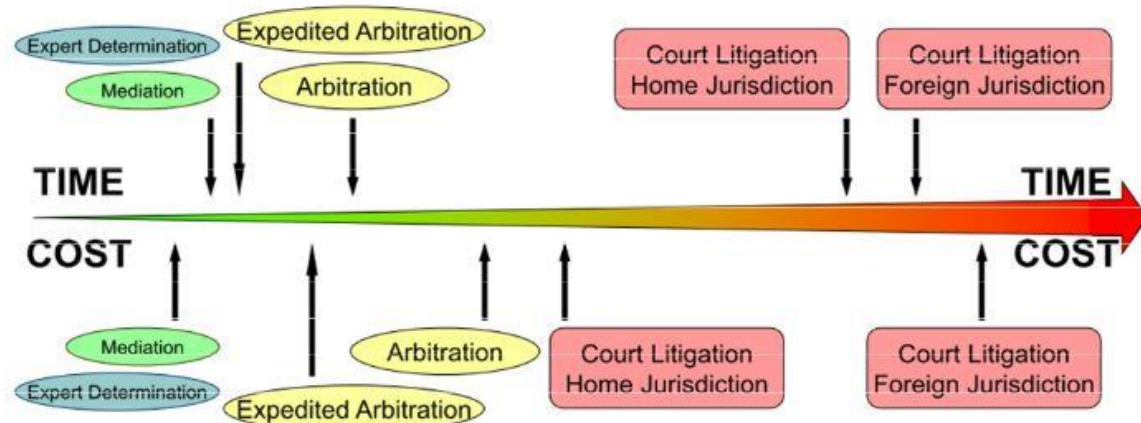 Expert Determination
Mediation
Expedited Arbitration
Arbitration
Court Litigation
Home Jurisdiction
Court Litigation
Foreign Jurisdiction
TIME
TIME
COST
COST
Mediation
Expert Determination
Expedited Arbitration
Arbitration
Court Litigation
Home Jurisdiction
Court Litigation
Foreign Jurisdiction